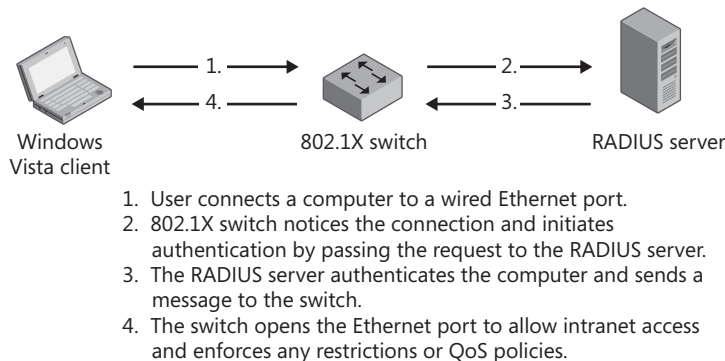 1.
2.
4.
3.
Windows
Vista client
802.1X switch
RADIUS server
1. User connects a computer to a wired Ethernet port.
2. 802.1X switch notices the connection and initiates
authentication by passing the request to the RADIUS server.
3. The RADIUS server authenticates the computer and sends a
message to the switch.
4. The switch opens the Ethernet port to allow intranet access
and enforces any restrictions or QoS policies.